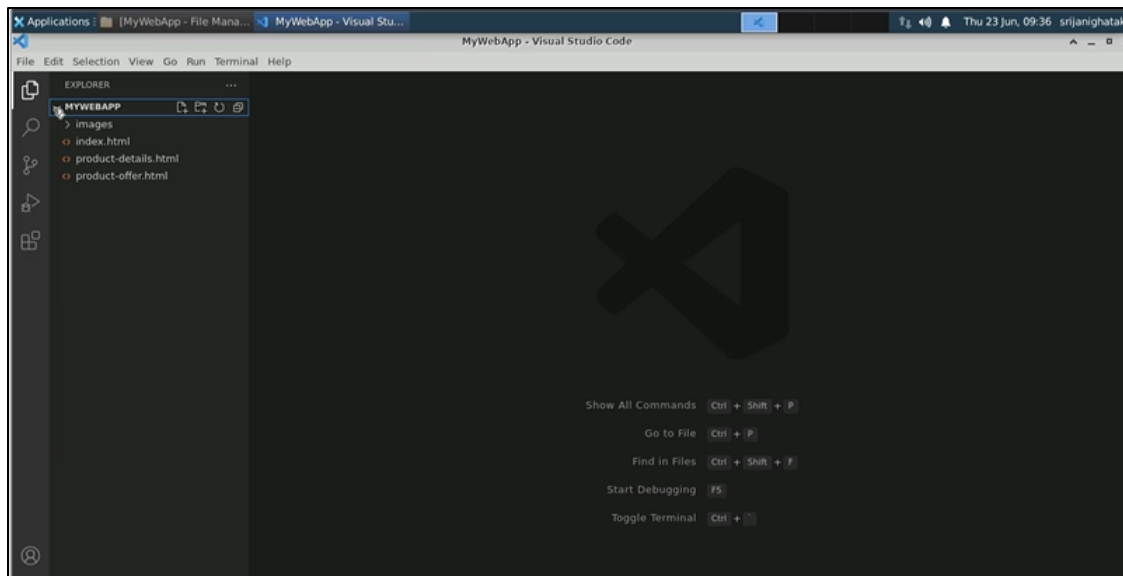 Applications : [MyWebApp - File Mana... MyWebApp - Visual Stu... Thu 23 Jun, 09:36 srijanighatak
MyWebApp - Visual Studio Code
File Edit Selection View Go Run Terminal Help
EXPLORER ...
MYWEBAPP
> images
<> index.html
<> product-details.html
<> product-offer.html
Show All Commands Ctrl + Shift + P
Go to File Ctrl + P
Find in Files Ctrl + Shift + F
Start Debugging F5
Toggle Terminal Ctrl + `